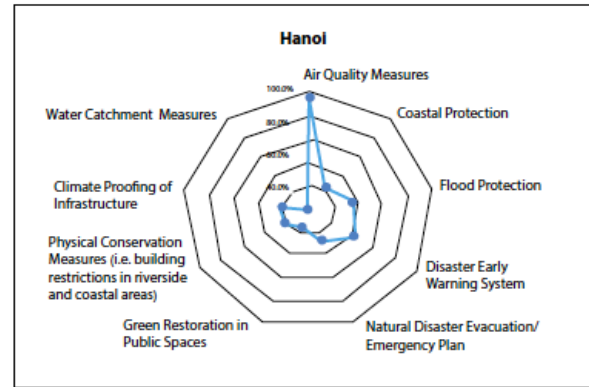 Hanoi
Air Quality Measures
100.0%
Water Catchment Measures
Coastal Protection
80.0%
60.0%
Climate Proofing of
Infrastructure
40.0%
Flood Protection
Physical Conservation
Measures (i.e. building
restrictions in riverside
and coastal areas)
Disaster Early
Warning System
Green Restoration in
Public Spaces
Natural Disaster Evacuation/
Emergency Plan